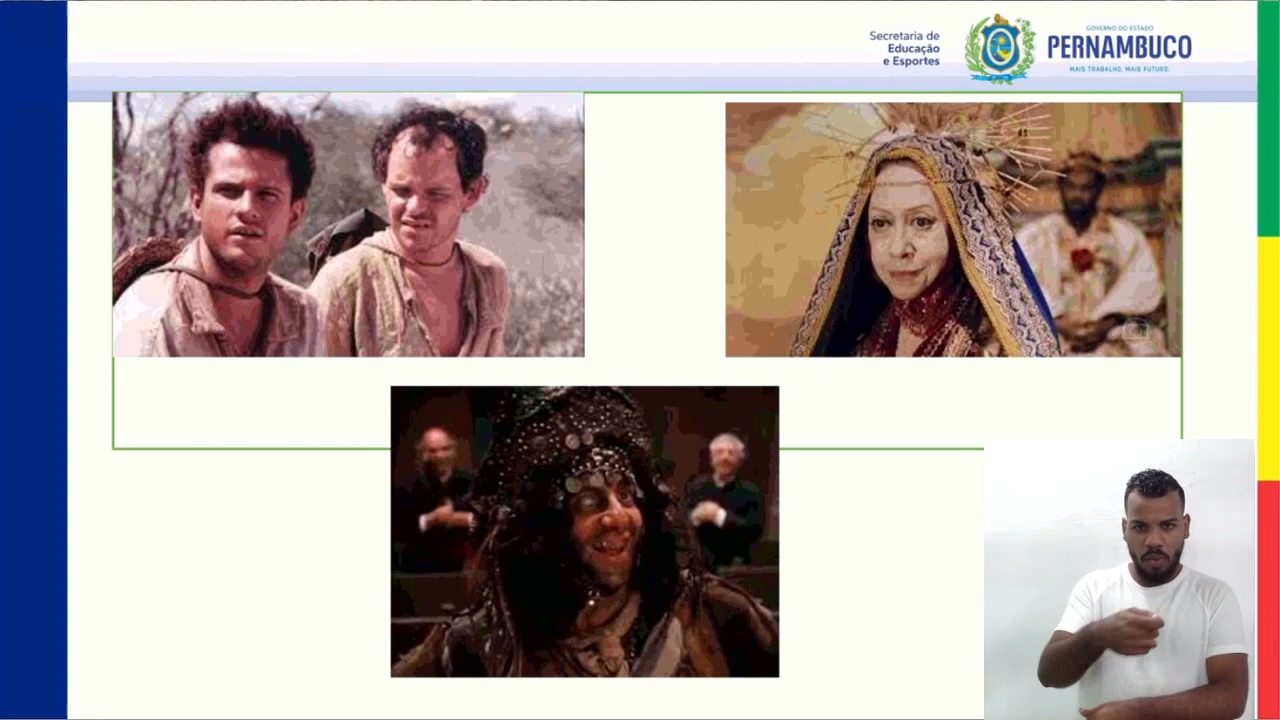 Secretaria de
Educação
e Esportes
GOVERNO DO ESTADO
PERNAMBUCO
MAIS TRABALHO, MAIS FUTURO.